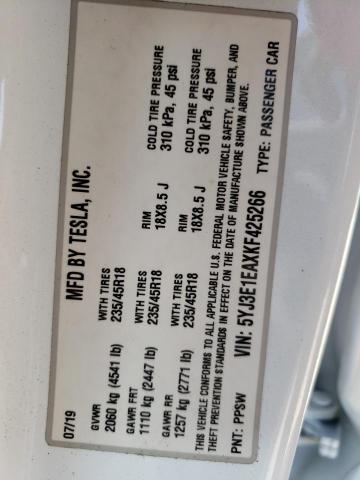 MFD BY TESLA, INC.
07/19
GVWR
2060 kg (4541 lb)
WITH TIRES
235/45R18
RIM
18X8.5 J
COLD TIRE PRESSURE
310 kPa, 45 psi
GAWR FRT
1110 kg (2447 lb)
WITH TIRES
235/45R18
RIM
18X8.5 J
COLD TIRE PRESSURE
310 kPa, 45 psi
GAWR RR
1257 kg (2771 lb)
WITH TIRES
235/45R18
THIS VEHICLE CONFORMS TO ALL APPLICABLE U.S. FEDERAL MOTOR VEHICLE SAFETY, BUMPER, AND
THEFT PREVENTION STANDARDS IN EFFECT ON THE DATE OF MANUFACTURE SHOWN ABOVE.
PNT: PPSW VIN: 5YJ3E1EAXKF425266 TYPE: PASSENGER CAR